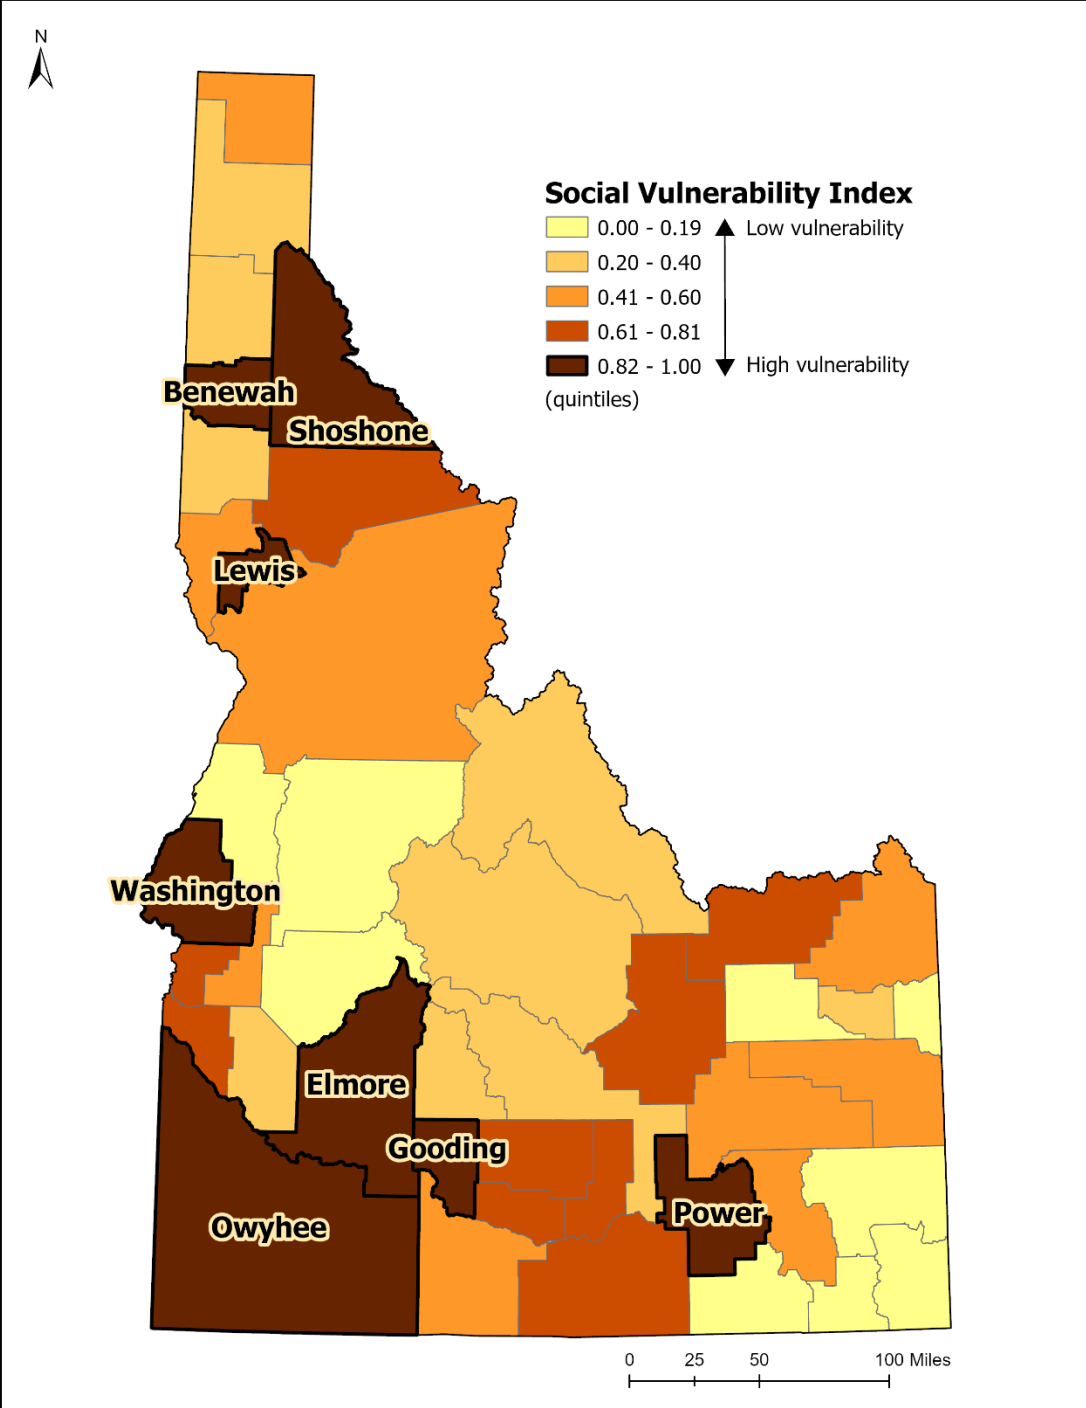 N
Social Vulnerability Index
0.00 - 0.19
Low vulnerability
0.20 - 0.40
0.41 - 0.60
0.61 - 0.81
0.82 - 1.00
High vulnerability
(quintiles)
Benewah
Shoshone
Lewis
Washington
Elmore
Gooding
Power
Owyhee
0 25 50 100 Miles